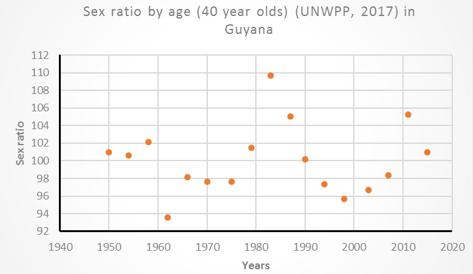 Sex ratio by age (40 year olds) (UNWPP, 2017) in
Guyana
112
110
108
106
104
102
100
98
96
94
92
Sex ratio
1940 1950 1960 1970 1980 1990 2000 2010 2020
Years